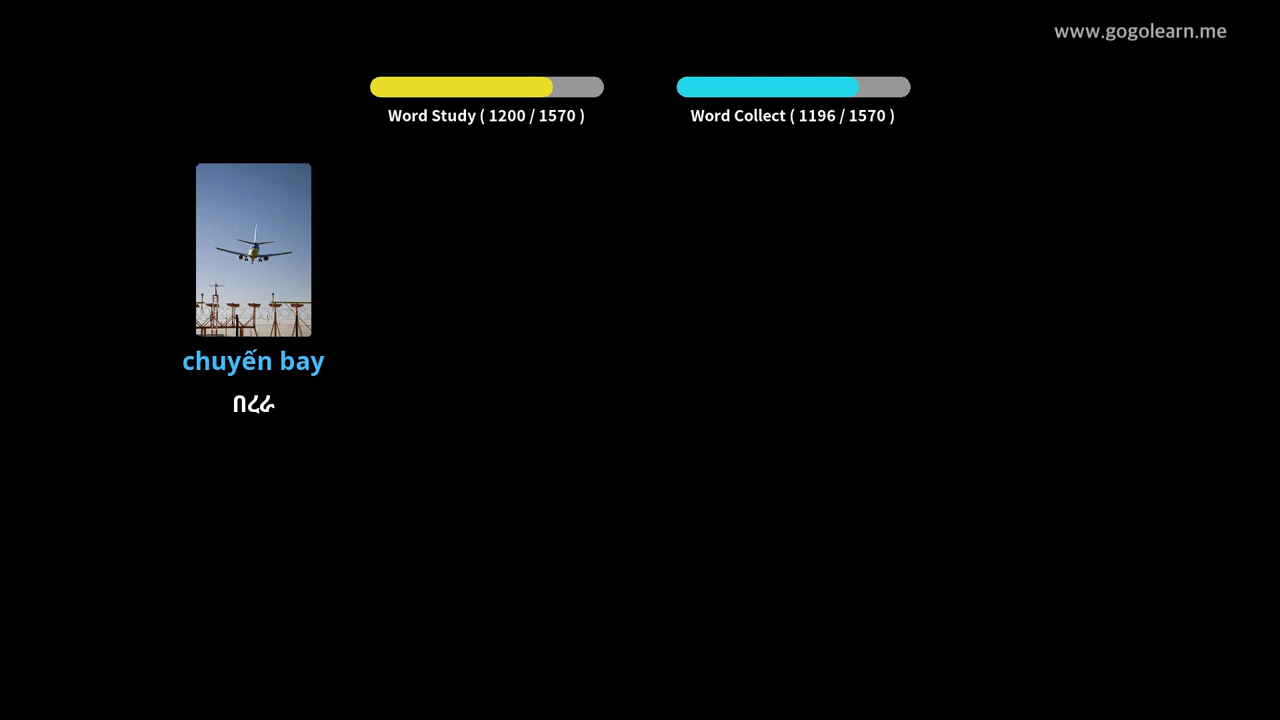 www.gogolearn.me
Word Study ( 1200 / 1570 )
Word Collect ( 1196 / 1570 )
chuyến bay
በረራ